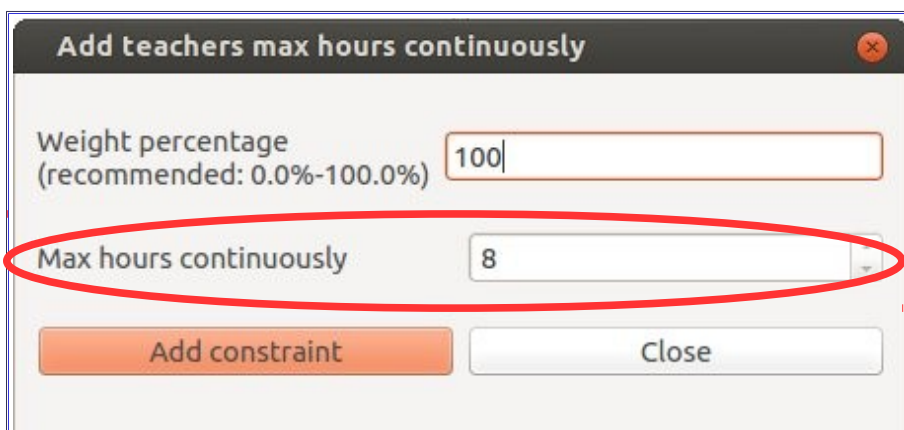 Add teachers max hours continuously
Weight percentage
(recommended: 0.0%-100.0%)
100
Max hours continuously
8
Add constraint
Close